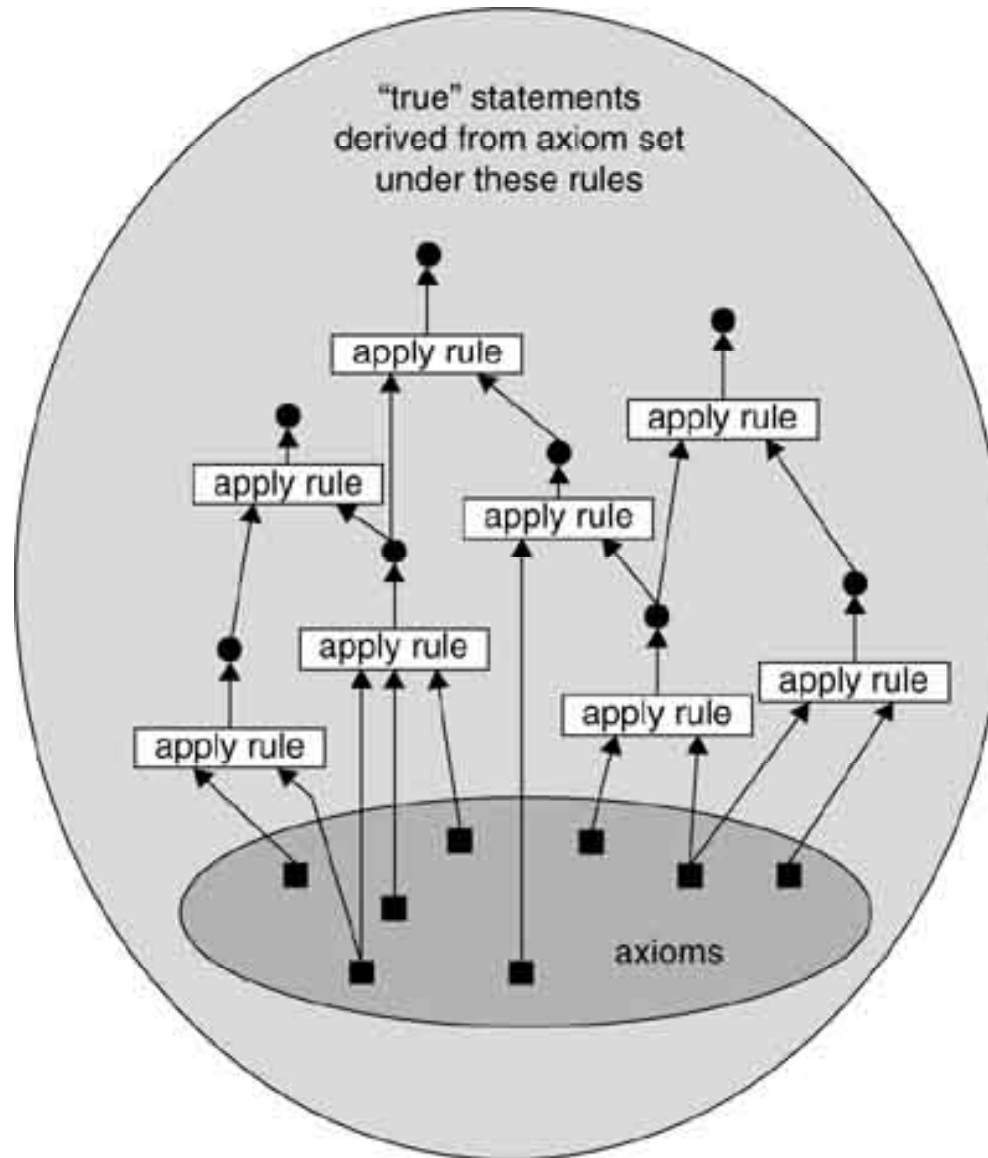 “true” statements
derived from axiom set
under these rules
apply rule
apply rule
apply rule
apply rule
apply rule
apply rule
apply rule
apply rule
axioms